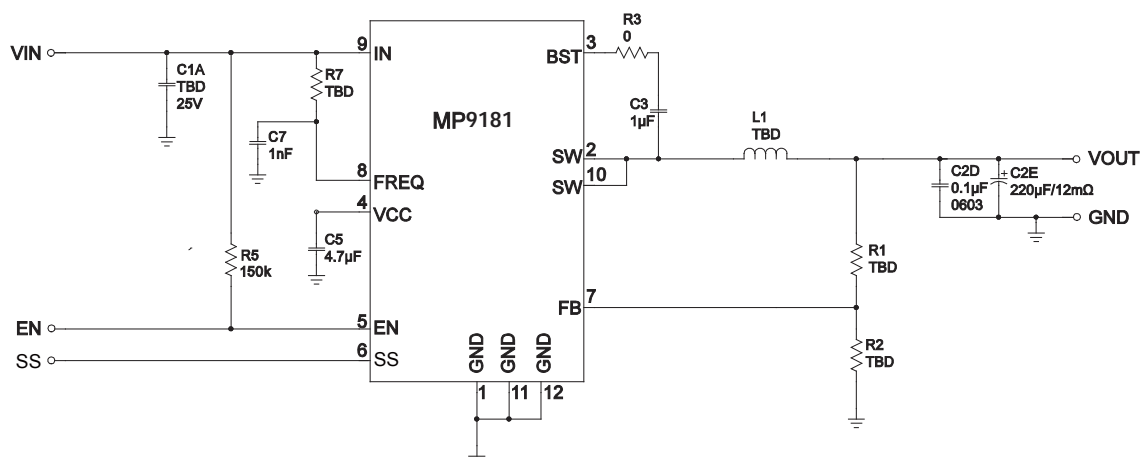 VIN
C1A
TBD
25V
R7
TBD
9
IN
C7
1nF
8
FREQ
4
VCC
C5
4.7µF
R5
150k
EN
5
EN
SS
6
SS
MP9181
GND
GND
GND
1
11
12
3
BST
R3
0
C3
1µF
SW
2
SW
10
L1
TBD
VOUT
C2D
0.1µF
0603
+
C2E
220µF/12mΩ
GND
R1
TBD
FB
7
R2
TBD